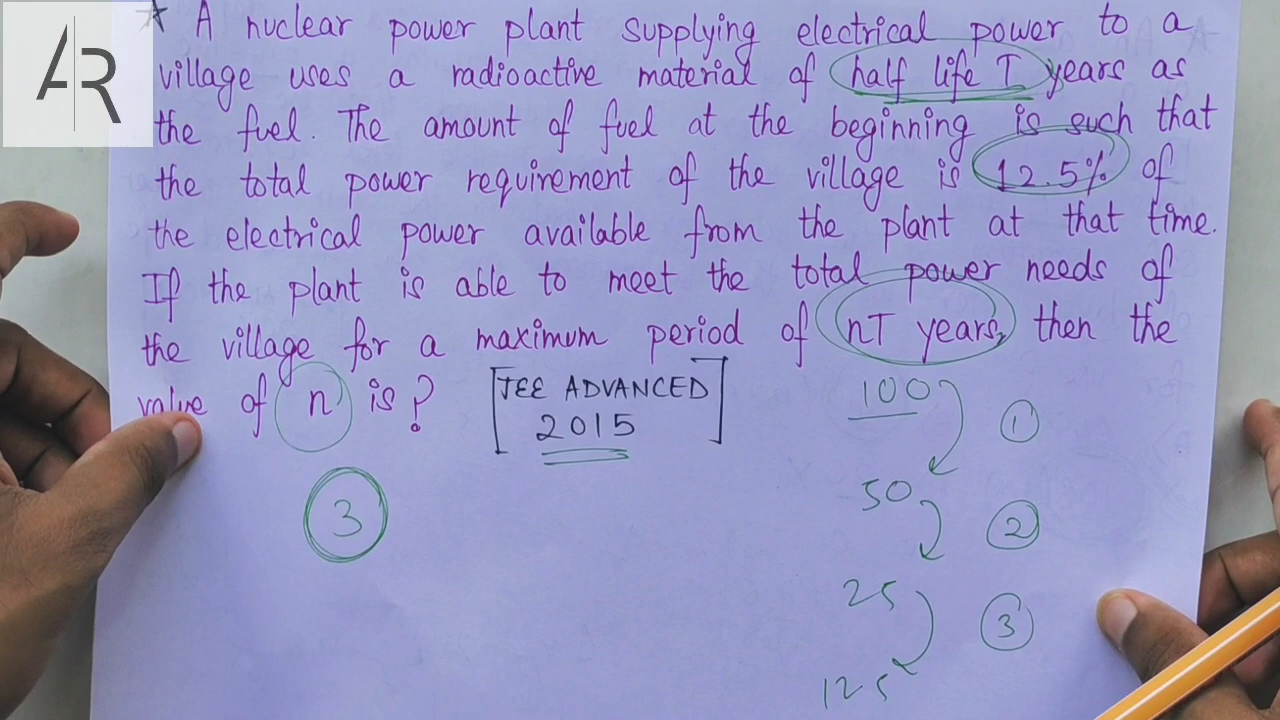 AR
★ A nuclear power plant supplying electrical power to a
village uses a radioactive material of half life T years as
the fuel. The amount of fuel at the beginning is such that
the total power requirement of the village is 12.5% of
the electrical power available from the plant at that time.
If the plant is able to meet the total power needs of
the village for a maximum period of nT years, then the
value of n is?
[JEE ADVANCED
2015]
3
100
1
50
2
25
3
12.5